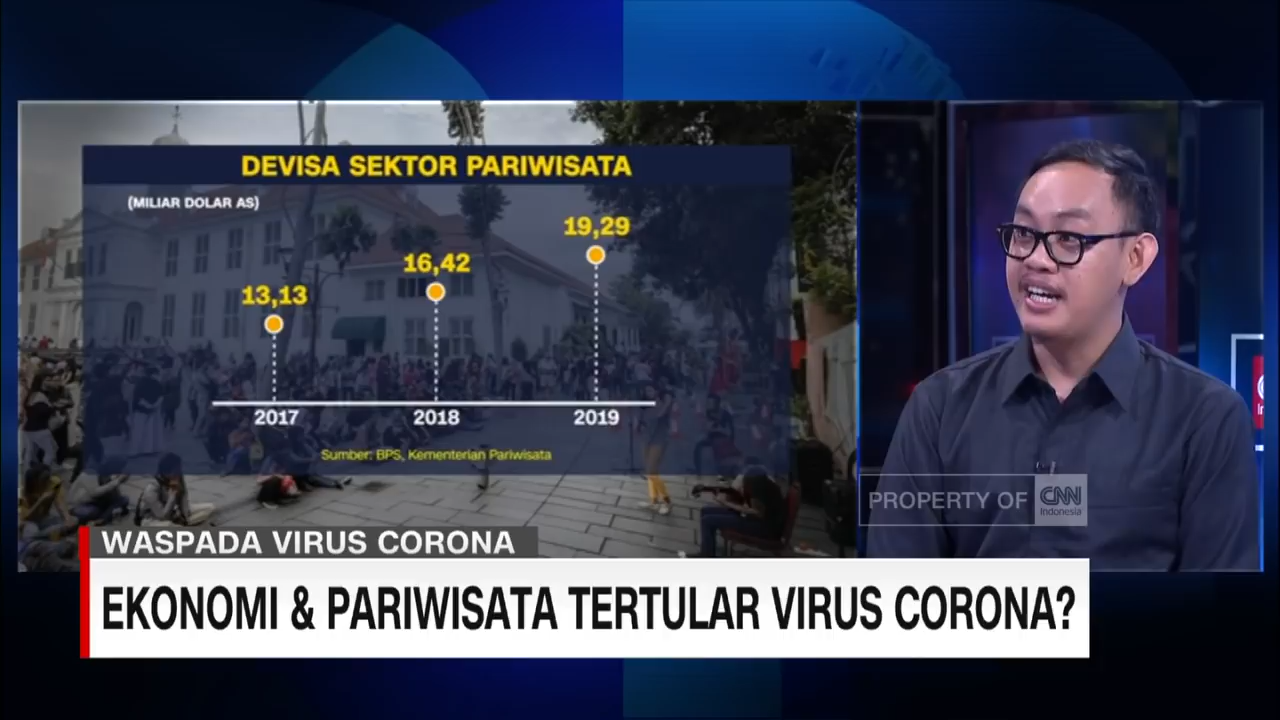 DEVISA SEKTOR PARIWISATA
(MILIAR DOLAR AS)
13,13
16,42
19,29
2017
2018
2019
Sumber: BPS, Kementerian Pariwisata
PROPERTY OF CNN Indonesia
WASPADA VIRUS CORONA
EKONOMI & PARIWISATA TERTULAR VIRUS CORONA?